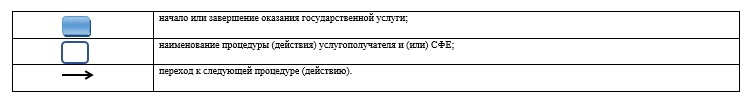 начало или завершение оказания государственной услуги;
наименование процедуры (действия) услугополучателя и (или) СФЕ;
переход к следующей процедуре (действию).